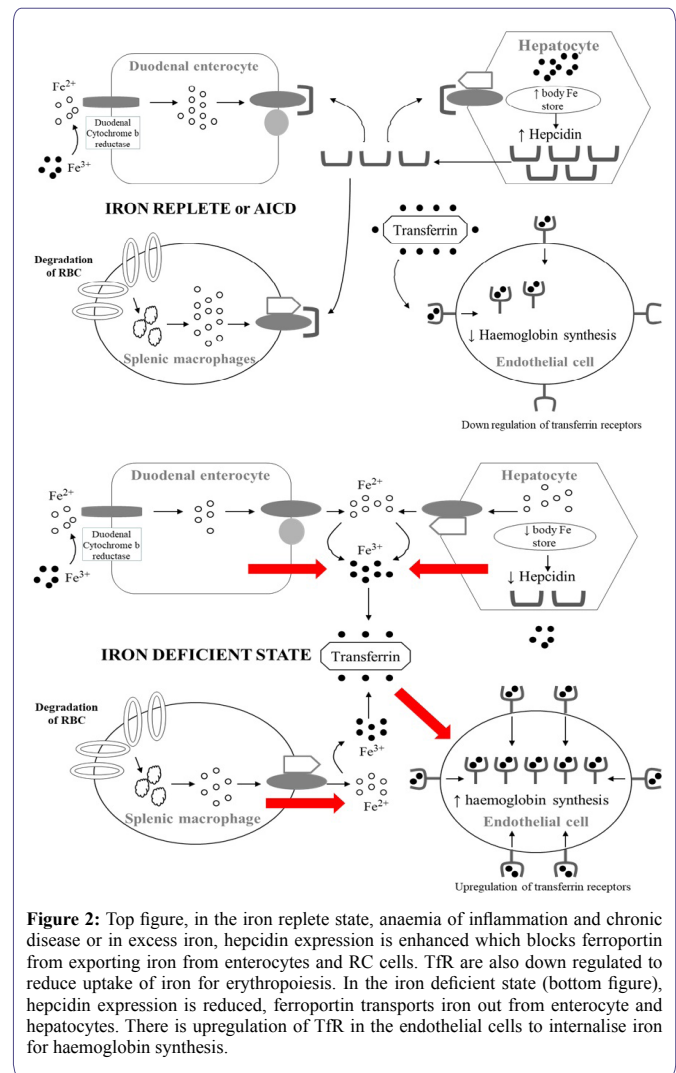 Hepatocyte
Duodenal enterocyte
Fe2+
↑ body Fe
store
Duodenal
Cytochrome b
reductase
↑ Hepcidin
Fe3+
IRON REPLETE or AICD
Transferrin
Degradation
of RBC
↓ Haemoglobin synthesis
Splenic macrophages
Endothelial cell
Down regulation of transferrin receptors
Duodenal enterocyte
Hepatocyte
Fe2+
Fe2+
Duodenal
Cytochrome b
reductase
↓ body Fe
store
Fe3+
Fe3+
↓ Hepcidin
IRON DEFICIENT STATE
Transferrin
Degradation
of RBC
Fe3+
↑ haemoglobin synthesis
Fe2+
Splenic macrophage
Endothelial cell
Upregulation of transferrin receptors
Figure 2: Top figure, in the iron replete state, anaemia of inflammation and chronic
disease or in excess iron, hepcidin expression is enhanced which blocks ferroportin
from exporting iron from enterocytes and RC cells. TfR are also down regulated to
reduce uptake of iron for erythropoiesis. In the iron deficient state (bottom figure),
hepcidin expression is reduced, ferroportin transports iron out from enterocyte and
hepatocytes. There is upregulation of TfR in the endothelial cells to internalise iron
for haemoglobin synthesis.